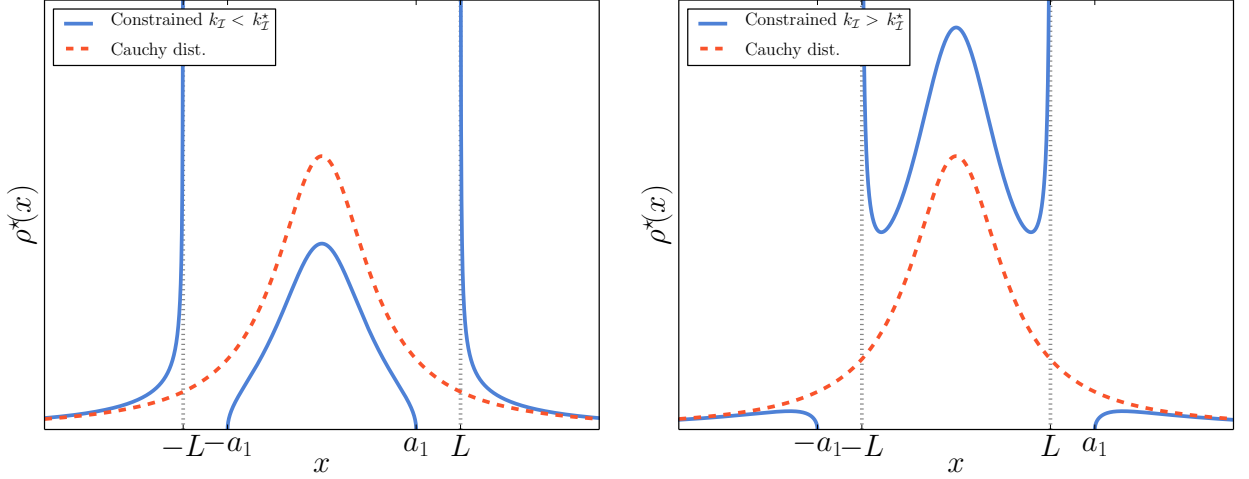 Constrained $k_{\mathcal{I}} < k_{\mathcal{I}}^{\star}$
Cauchy dist.
$\rho^{\star}(x)$
$-L$ $-a_1$ $a_1$ $L$
$x$
Constrained $k_{\mathcal{I}} > k_{\mathcal{I}}^{\star}$
Cauchy dist.
$\rho^{\star}(x)$
$-a_1$ $-L$ $L$ $a_1$
$x$